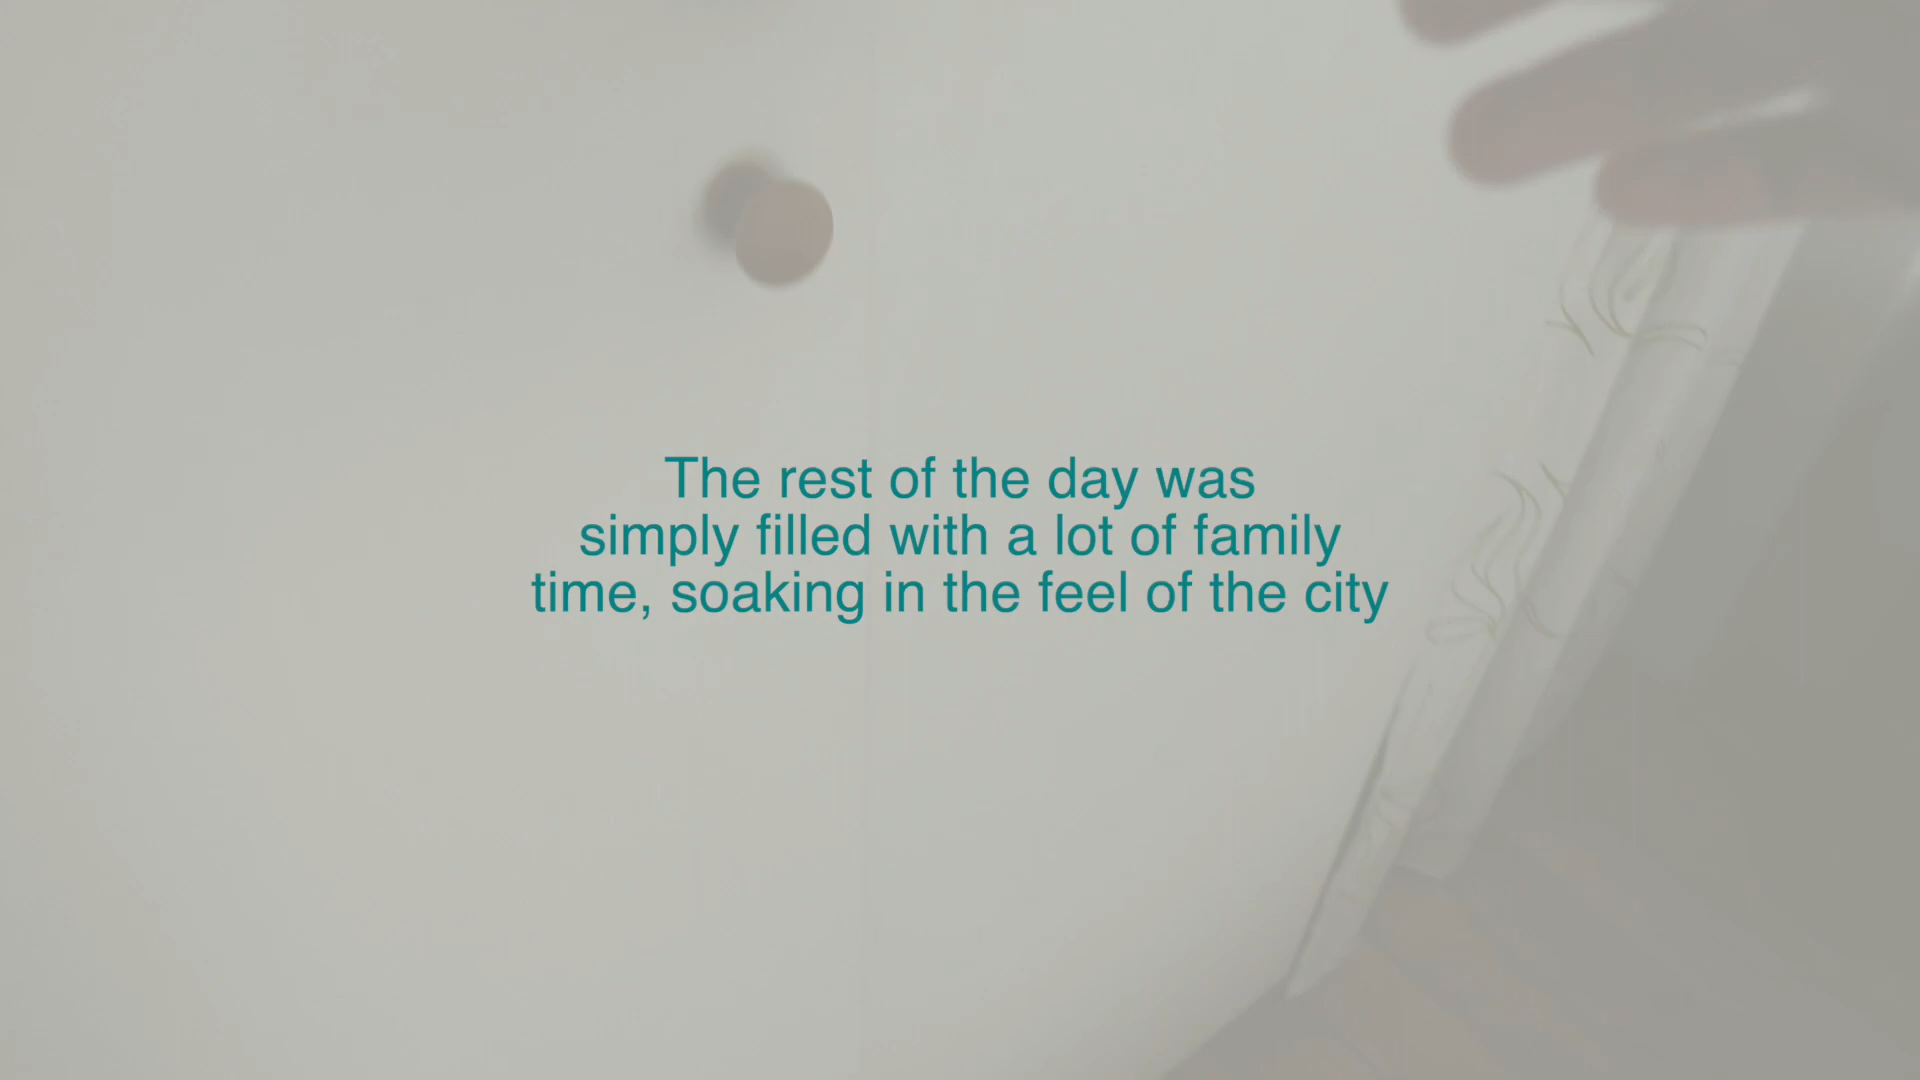 The rest of the day was
simply filled with a lot of family
time, soaking in the feel of the city